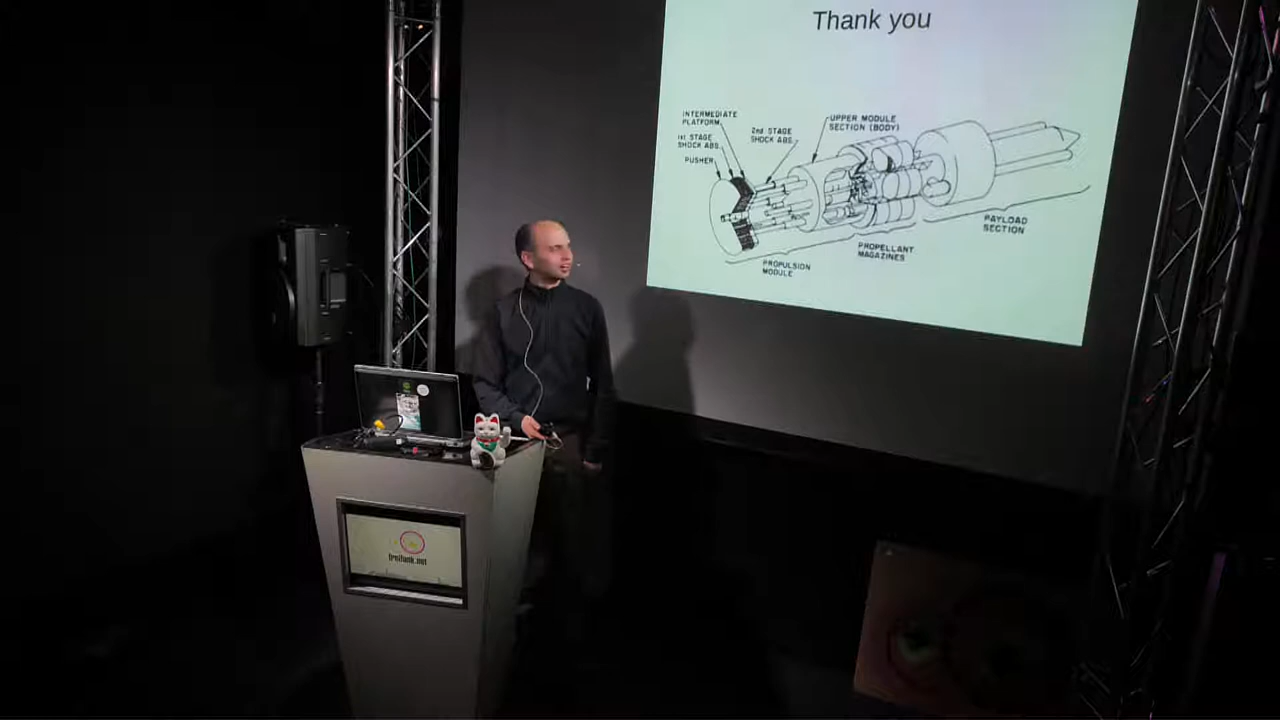 Thank you
INTERMEDIATE
PLATFORM
1st STAGE
SHOCK ABS.
PUSHER
2nd STAGE
SHOCK ABS.
UPPER MODULE
SECTION (BODY)
PAYLOAD
SECTION
PROPELLANT
MAGAZINES
PROPULSION
MODULE
freifunk.net